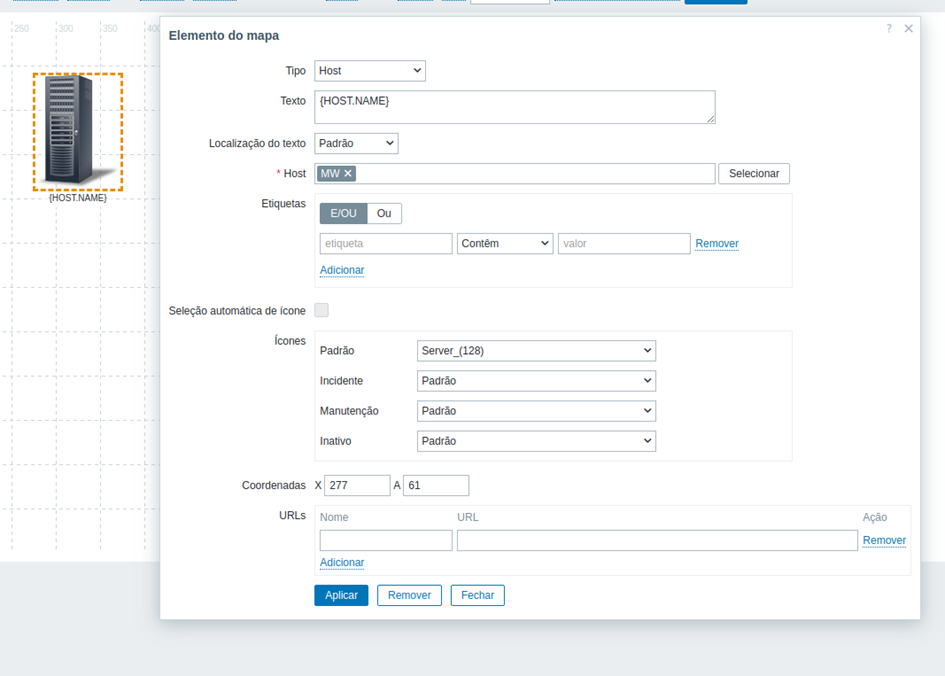 250 300 350 400
Elemento do mapa ?
Tipo Host
Texto {HOST.NAME}
Localização do texto Padrão
* Host MW Selecionar
{HOST.NAME}
Etiquetas E/OU Ou
etiqueta Contêm valor Remover
Adicionar
Seleção automática de ícone
Ícones
Padrão Server_(128)
Incidente Padrão
Manutenção Padrão
Inativo Padrão
Coordenadas X 277 A 61
URLs Nome URL Ação
Remover
Adicionar
Aplicar Remover Fechar